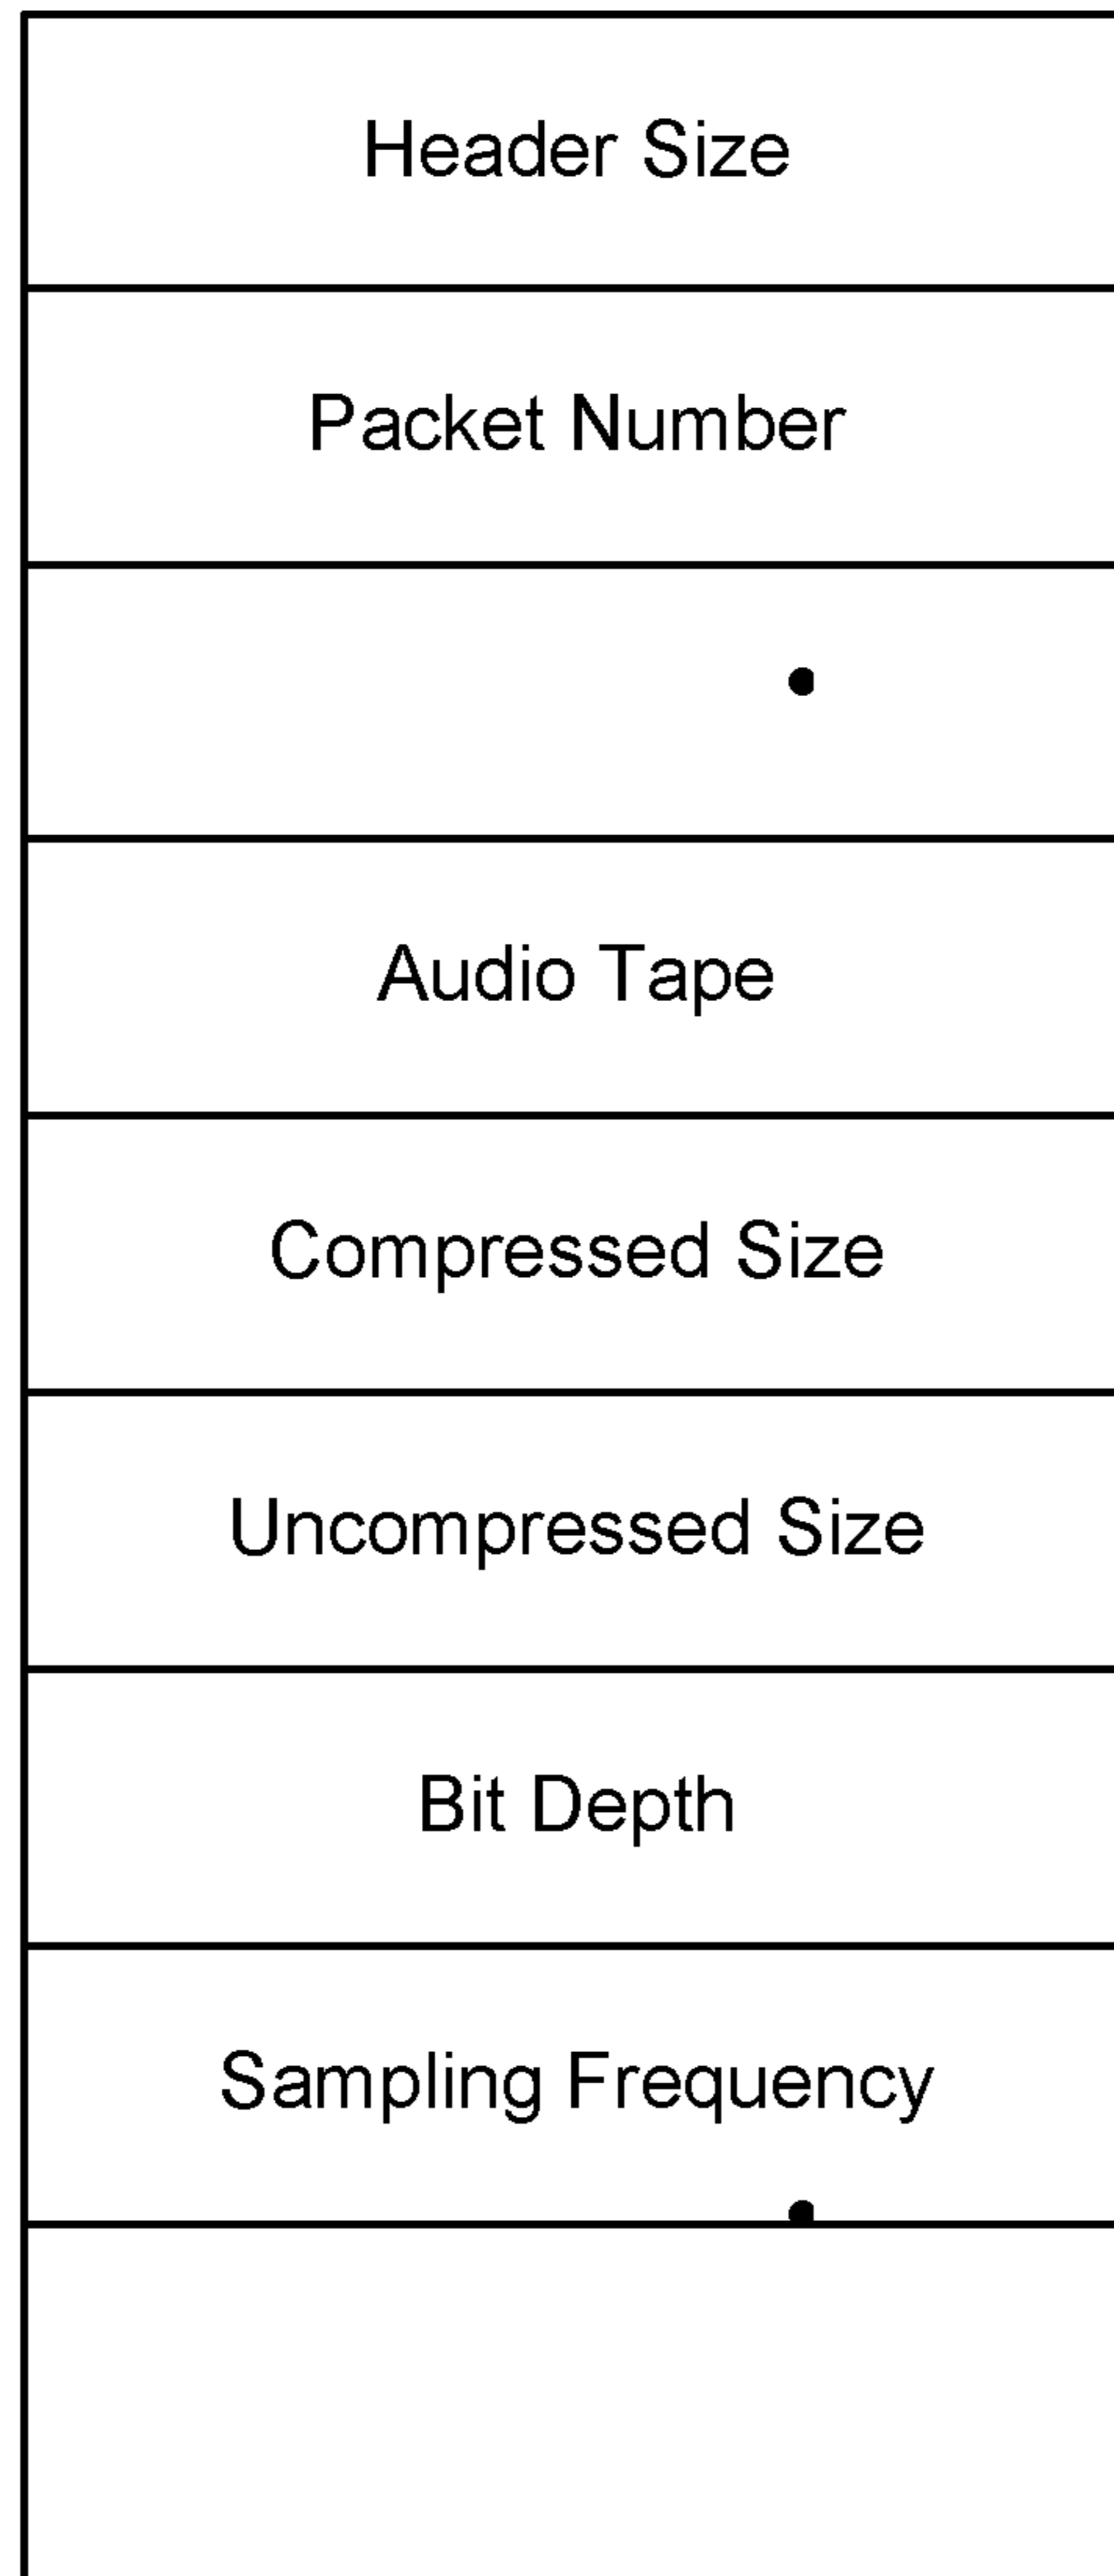 Header Size
Packet Number
Audio Tape
Compressed Size
Uncompressed Size
Bit Depth
Sampling Frequency